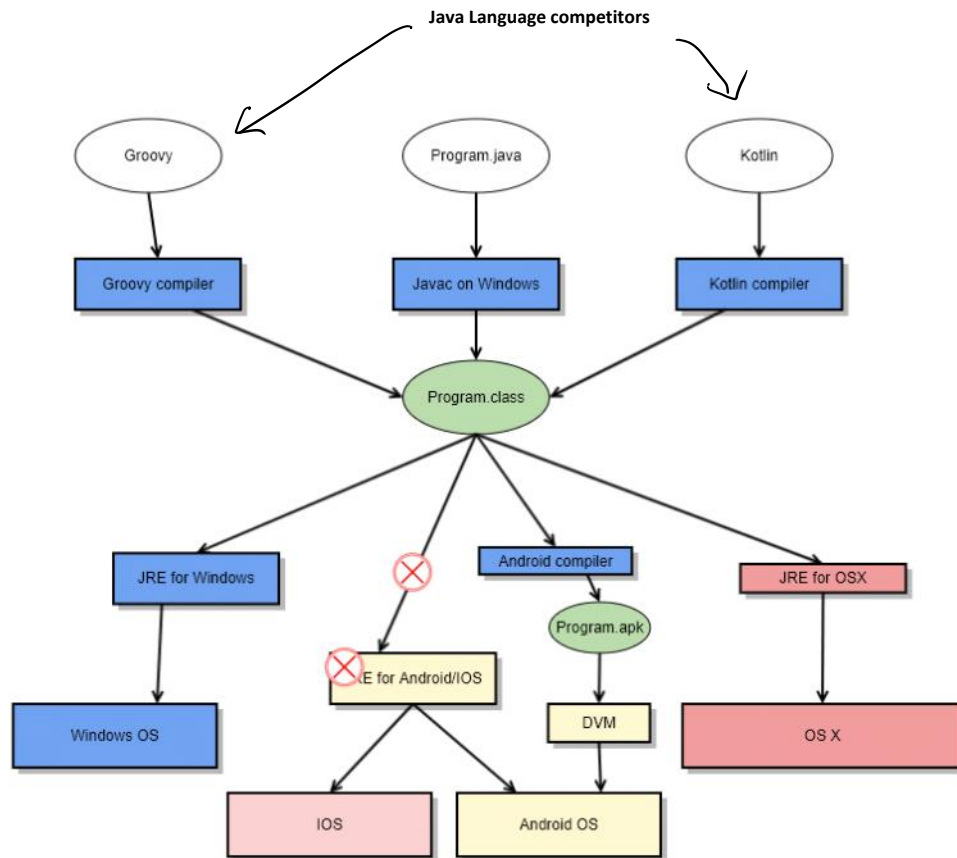 Java Language competitors
Groovy
Program.java
Kotlin
Groovy compiler
Javac on Windows
Kotlin compiler
Program.class
JRE for Windows
Android compiler
JRE for OSX
Program.apk
RE for Android/IOS
Windows OS
DVM
OS X
IOS
Android OS